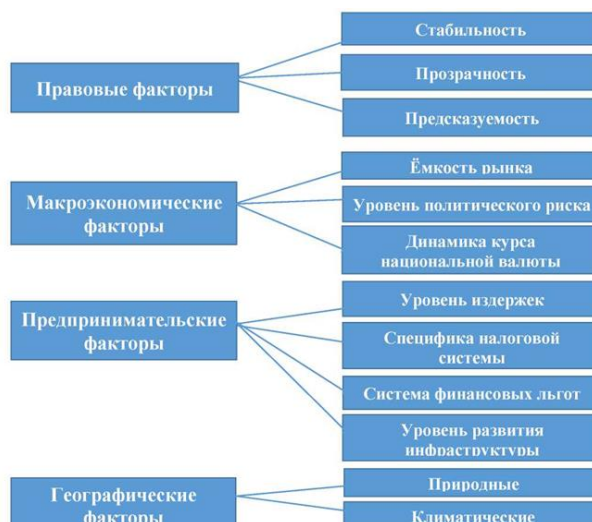 Правовые факторы
Стабильность
Прозрачность
Предсказуемость
Макроэкономические
факторы
Ёмкость рынка
Уровень политического риска
Динамика курса
национальной валюты
Предпринимательские
факторы
Уровень издержек
Специфика налоговой
системы
Система финансовых льгот
Уровень развития
инфраструктуры
Географические
факторы
Природные
Климатические